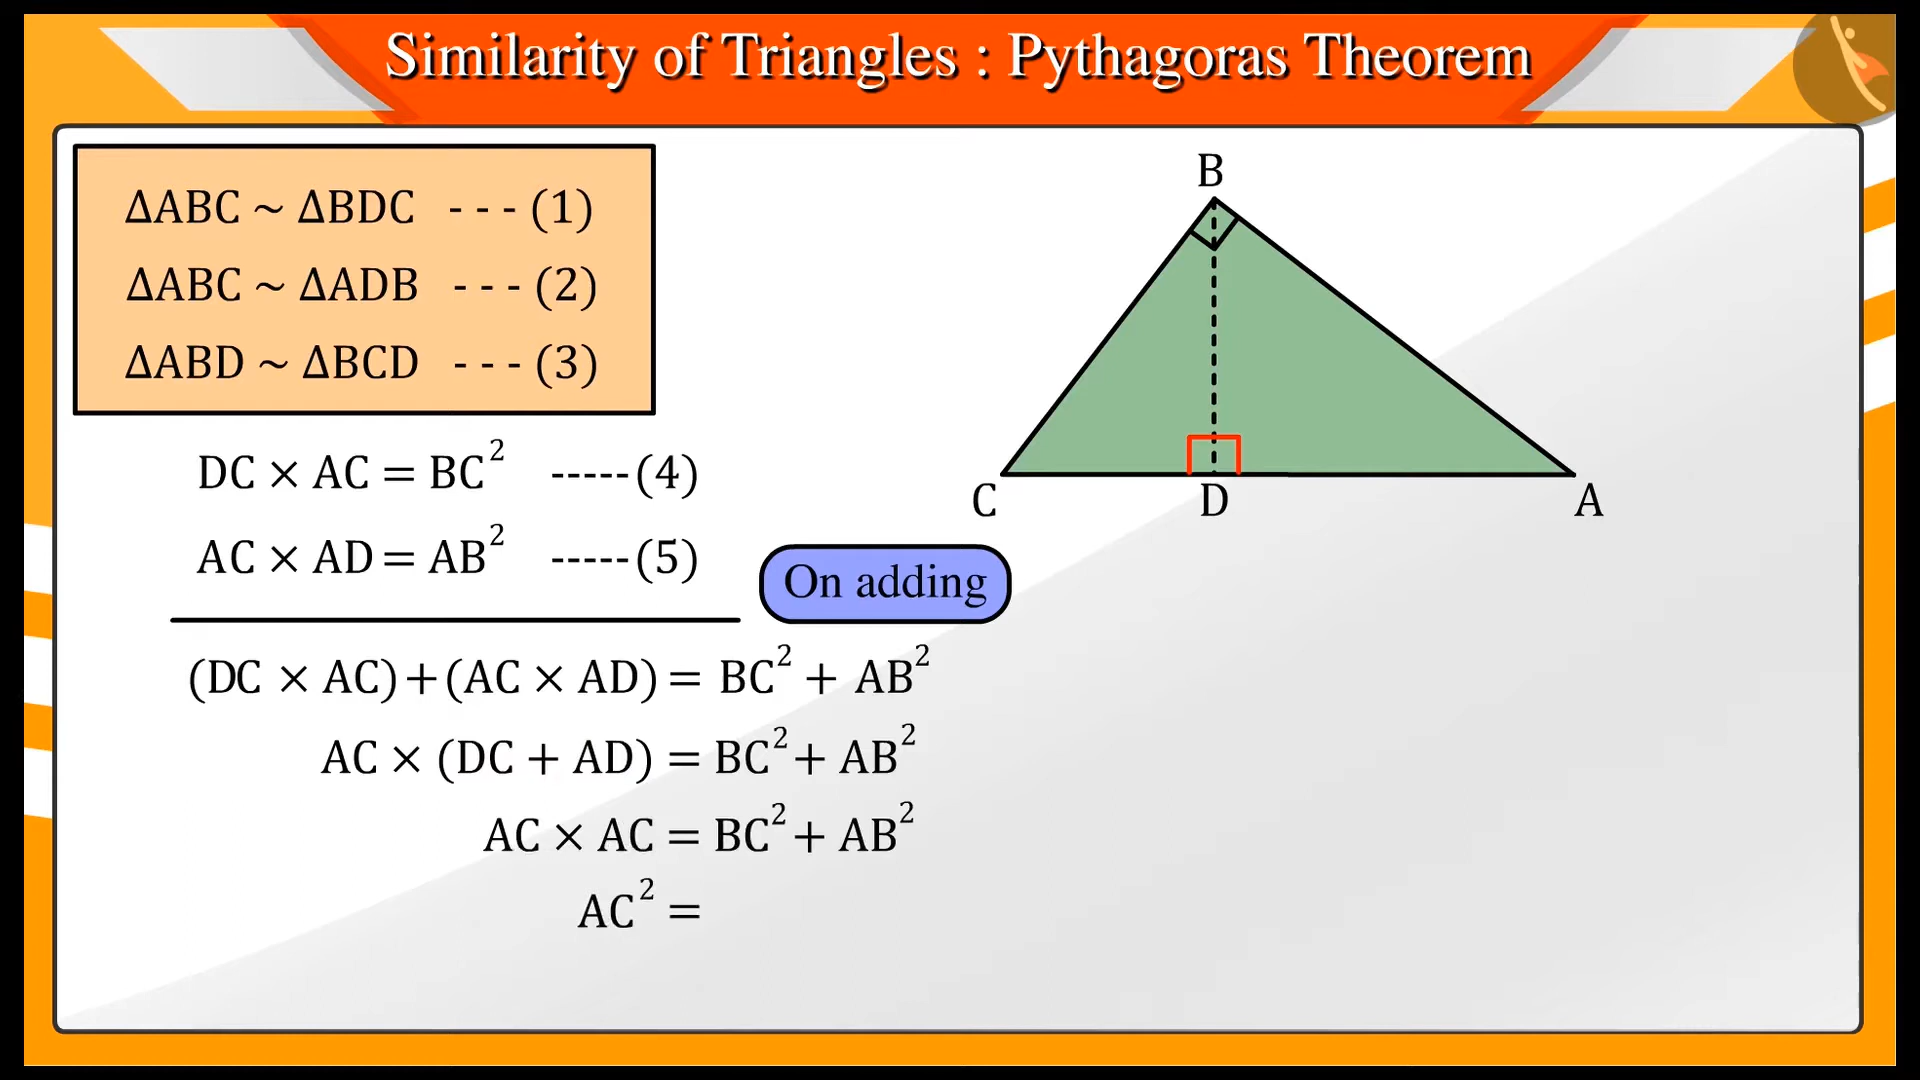 Similarity of Triangles : Pythagoras Theorem
ΔABC ~ ΔBDC - - - (1)
ΔABC ~ ΔADB - - - (2)
ΔABD ~ ΔBCD - - - (3)
B
C
D
A
DC × AC = BC² -----(4)
AC × AD = AB² -----(5)
On adding
(DC × AC)+(AC × AD) = BC² + AB²
AC × (DC + AD) = BC² + AB²
AC × AC = BC² + AB²
AC² =